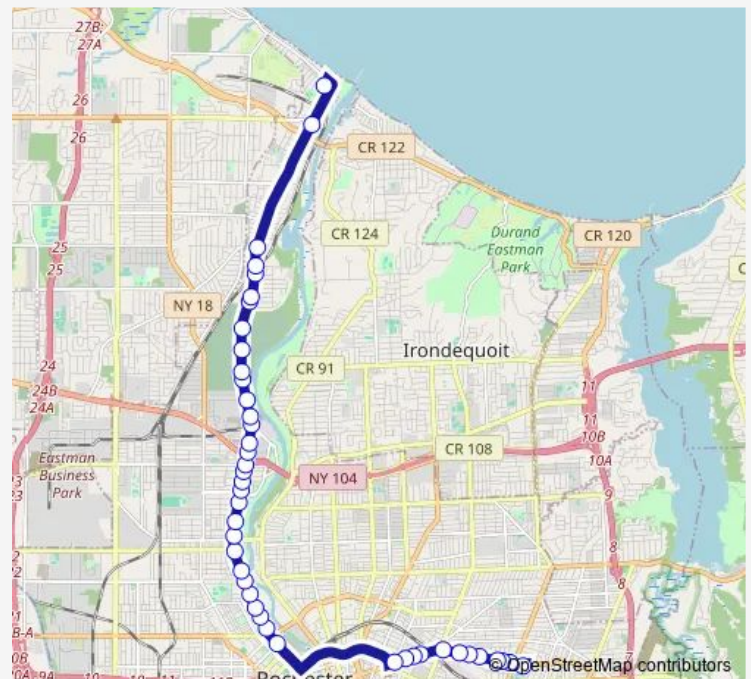 27B;
27A
26
26
CR 122
25
25
CR 124
Durand
Eastman
Park
CR 120
NY 18
24
24B
24A
CR 91
Irondequoit
11
11
10B
10A
Eastman
Business
Park
CR 108
NY 104
9
8
8
7
© OpenStreetMap contributors